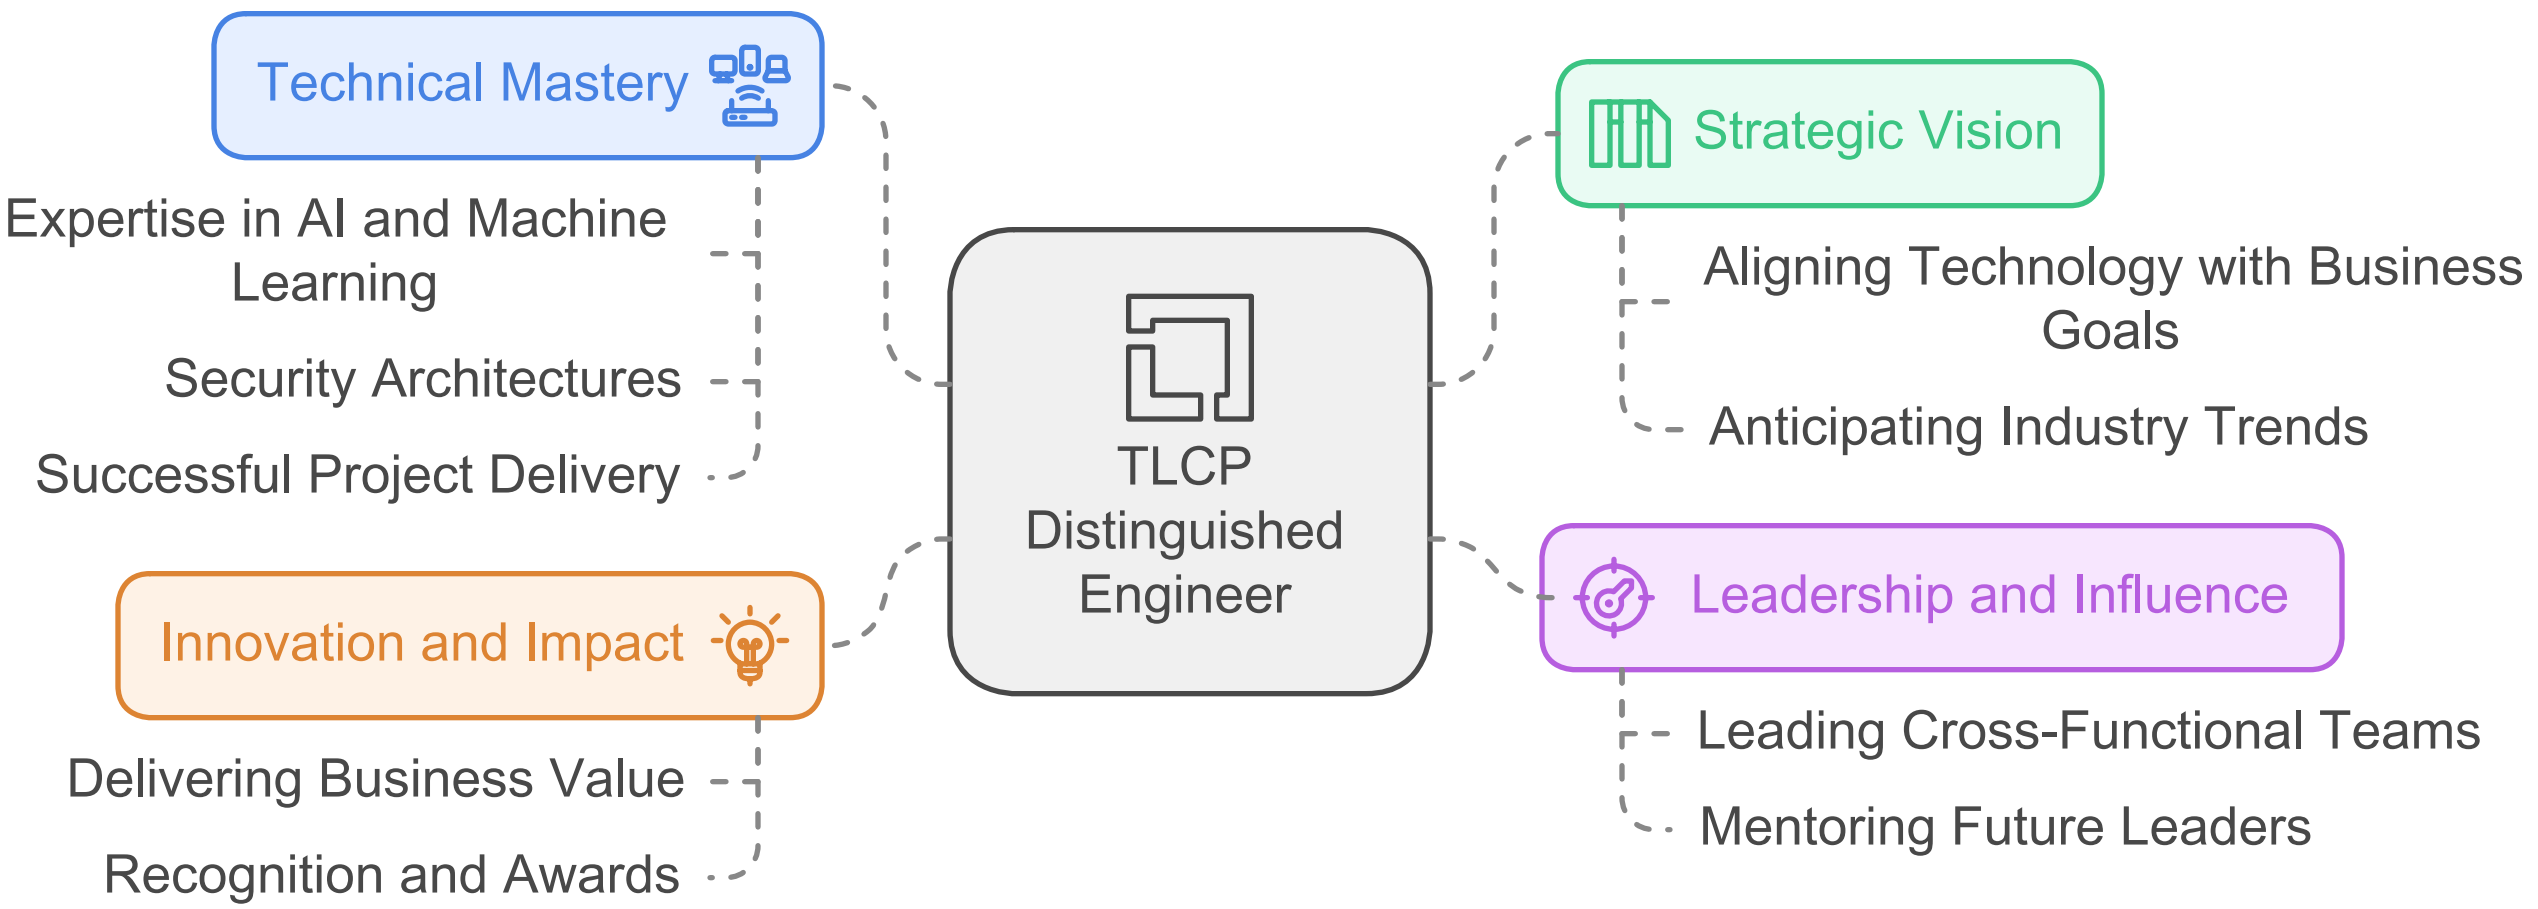 Technical Mastery
Expertise in AI and Machine
Learning
Security Architectures
Successful Project Delivery
Innovation and Impact
Delivering Business Value
Recognition and Awards
TLCP
Distinguished
Engineer
Strategic Vision
Aligning Technology with Business
Goals
Anticipating Industry Trends
Leadership and Influence
Leading Cross-Functional Teams
Mentoring Future Leaders